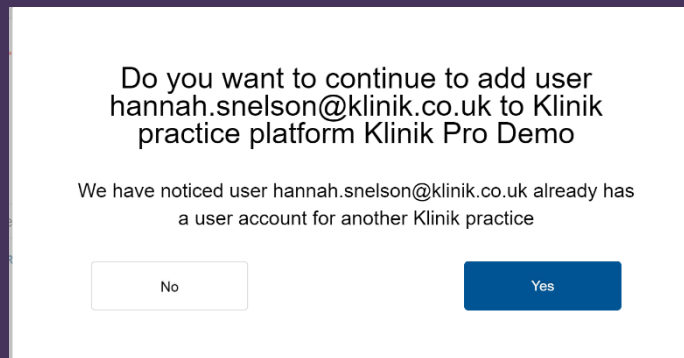 Do you want to continue to add user
hannah.snelson@klinik.co.uk to Klinik
practice platform Klinik Pro Demo
We have noticed user hannah.snelson@klinik.co.uk already has
a user account for another Klinik practice
No
Yes